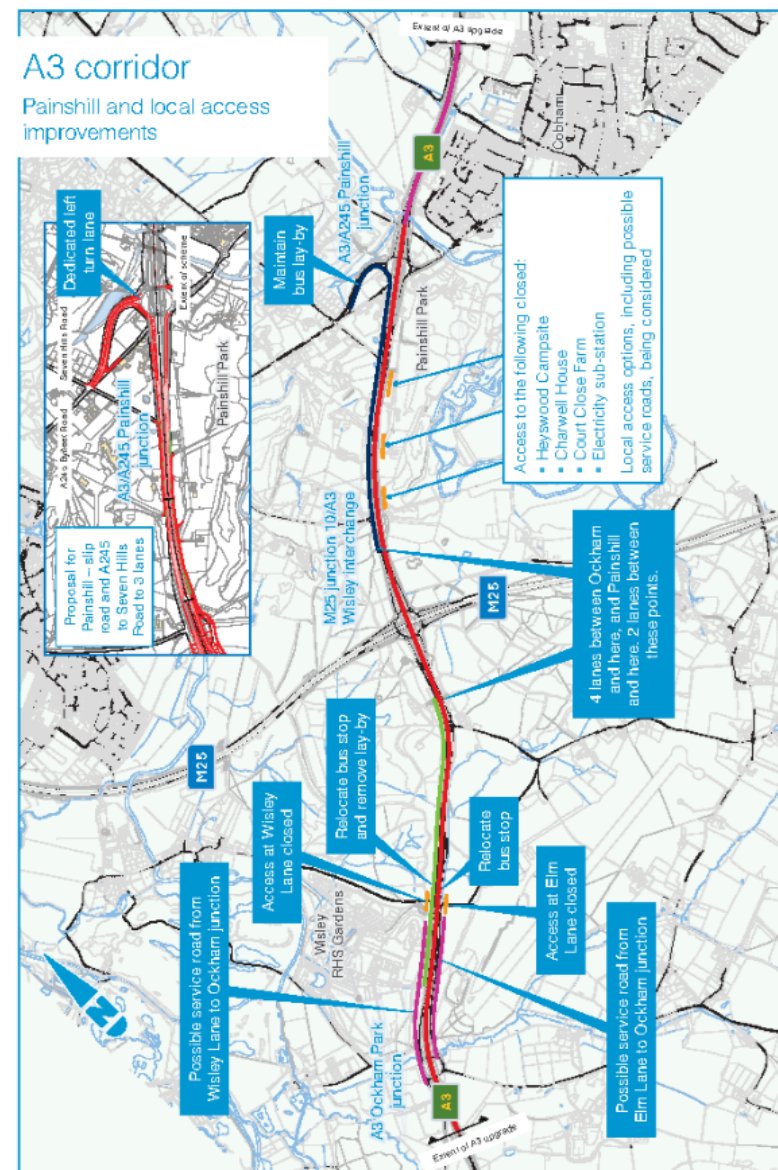 A3 corridor
Painshill and local access
improvements
Extent of A3 upgrade
A3
Cobham
Dedicated left
turn lane
Seven Hills Road
A245 Byfleet Road
A3/A245 Painshill
junction
Extent of scheme
Painshill Park
Proposal for
Painshill – slip
road and A245
to Seven Hills
Road to 3 lanes
Maintain
bus lay-by
A3/A245 Painshill
junction
Painshill Park
Access to the following closed:
▪ Heyswood Campsite
▪ Charwell House
▪ Court Close Farm
▪ Electricity sub-station
Local access options, including possible
service roads, being considered
M25 junction 10/A3
Wisley interchange
M25
M25
4 lanes between Ockham
and here, and Painshill
and here. 2 lanes between
these points.
Relocate bus stop
and remove lay-by
Relocate
bus stop
Access at Wisley
Lane closed
Access at Elm
Lane closed
Wisley
RHS Gardens
Possible service road from
Wisley Lane to Ockham junction
Possible service road from
Elm Lane to Ockham junction
A3 Ockham Park
junction
A3
Extent of A3 upgrade
N